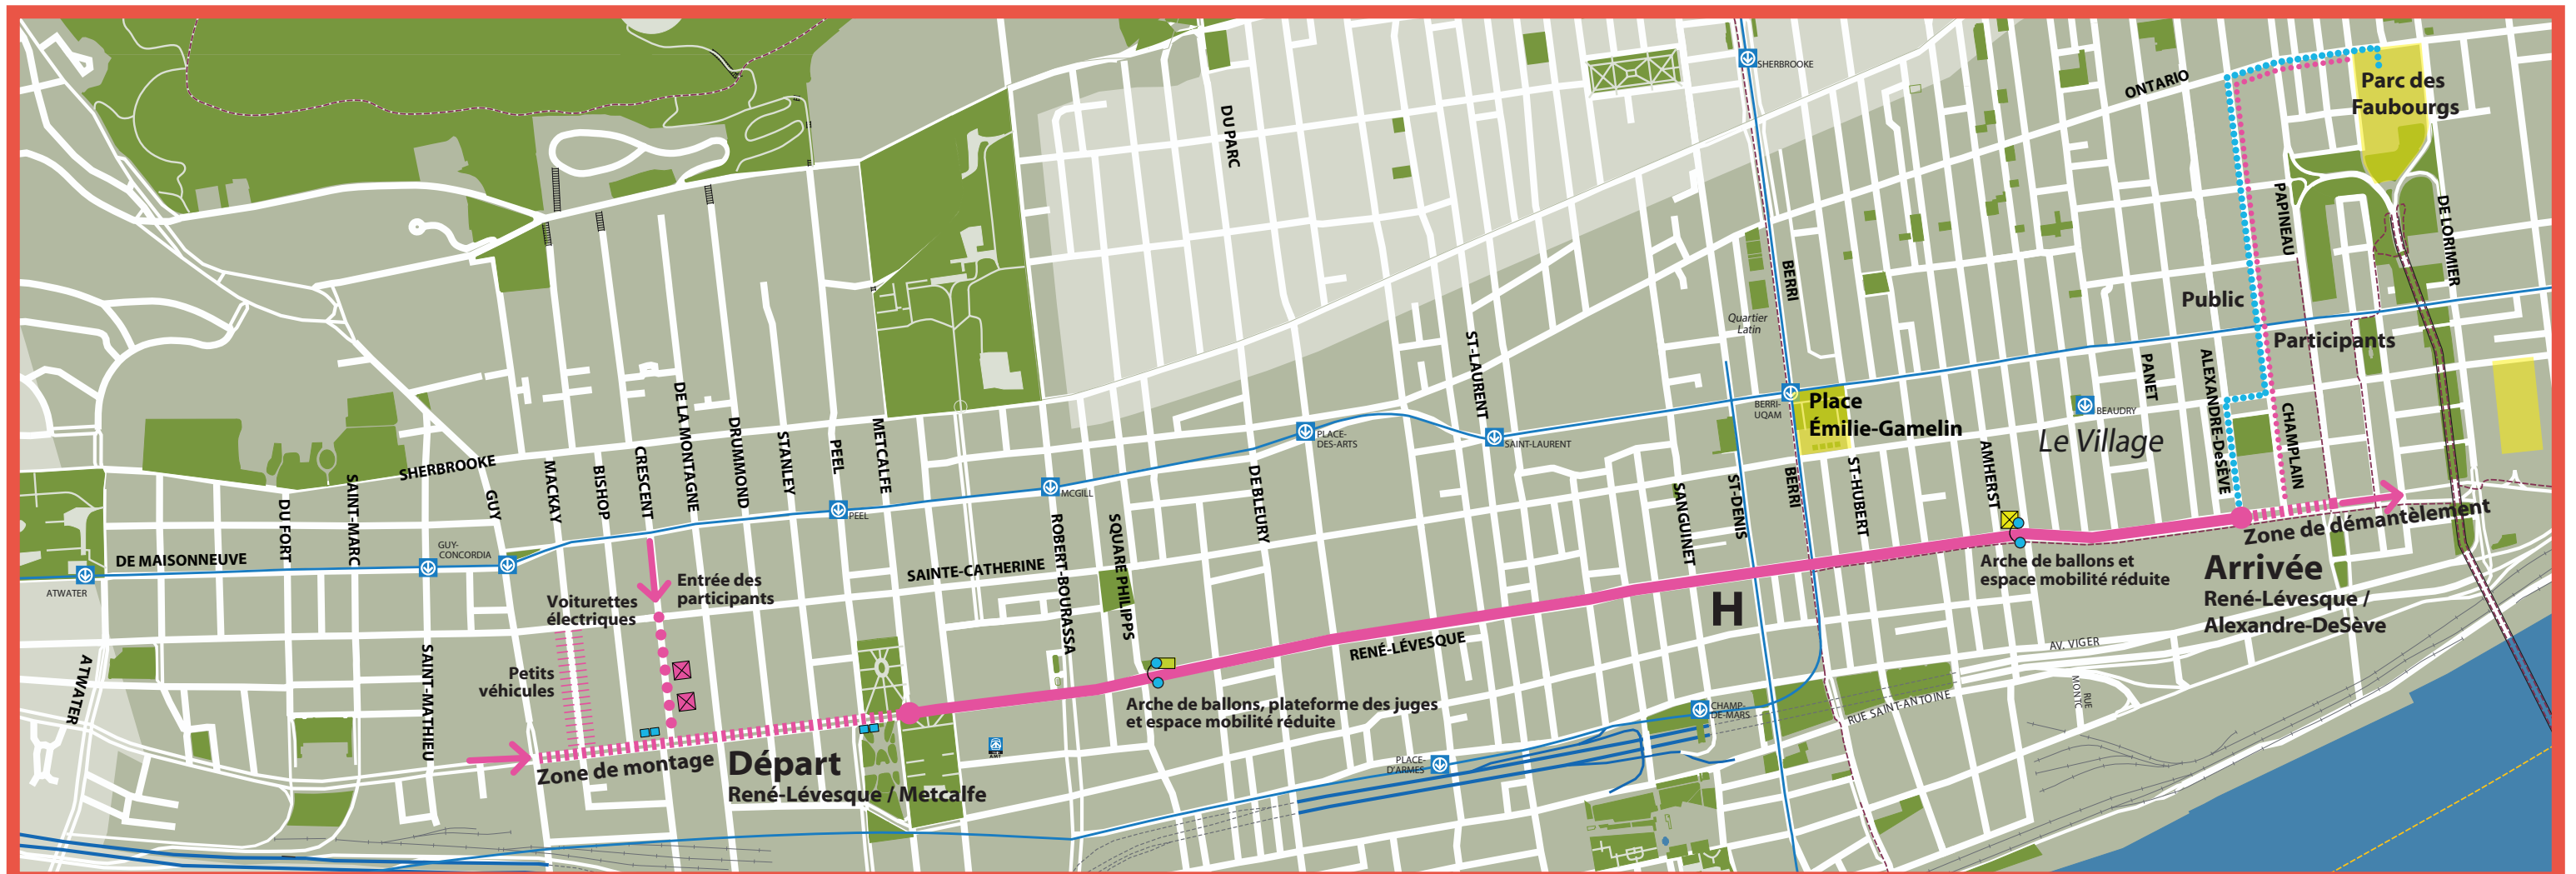 SHERBROOKE
ONTARIO
Parc des
Faubourgs
DU PARC
PAPINEAU
DE LORIMIER
BERRI
Public
Quartier
Latin
Participants
ST-LAURENT
PANET
ALEXANDRE-DeSÈVE
CHAMPLAIN
BERRI-
UQAM
Place
Émilie-Gamelin
BEAUDRY
Le Village
DE LA MONTAGNE
DRUMMOND
STANLEY
PEEL
METCALFE
PLACE-
DES-ARTS
SAINT-LAURENT
SHERBROOKE
CRESCENT
BISHOP
MACKAY
GUY
SAINT-MARC
DU FORT
MCGILL
PEEL
DE BLEURY
SANGUINET
ST-DENIS
BERRI
ST-HUBERT
AMHERST
ROBERT-BOURASSA
SQUARE PHILIPPS
Zone de démantèlement
GUY-
CONCORDIA
DE MAISONNEUVE
ATWATER
SAINTE-CATHERINE
Entrée des
participants
Voiturettes
électriques
Arche de ballons et
espace mobilité réduite
Arrivée
René-Lévesque /
Alexandre-DeSève
H
RENÉ-LÉVESQUE
AV. VIGER
ATWATER
SAINT-MATHIEU
Petits
véhicules
RUE
MONTC
RUE SAINT-ANTOINE
Arche de ballons, plateforme des juges
et espace mobilité réduite
CHAMP-
DE-MARS
PLACE-
D'ARMES
Zone de montage
Départ
René-Lévesque / Metcalfe